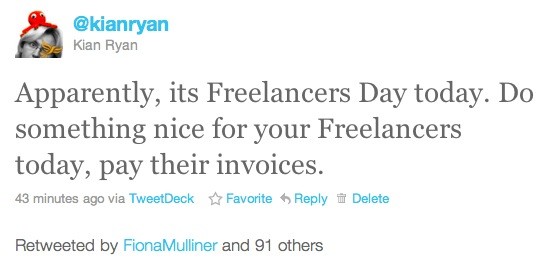 @kianryan
Kian Ryan
Apparently, its Freelancers Day today. Do
something nice for your Freelancers
today, pay their invoices.
43 minutes ago via TweetDeck Favorite Reply Delete
Retweeted by FionaMulliner and 91 others